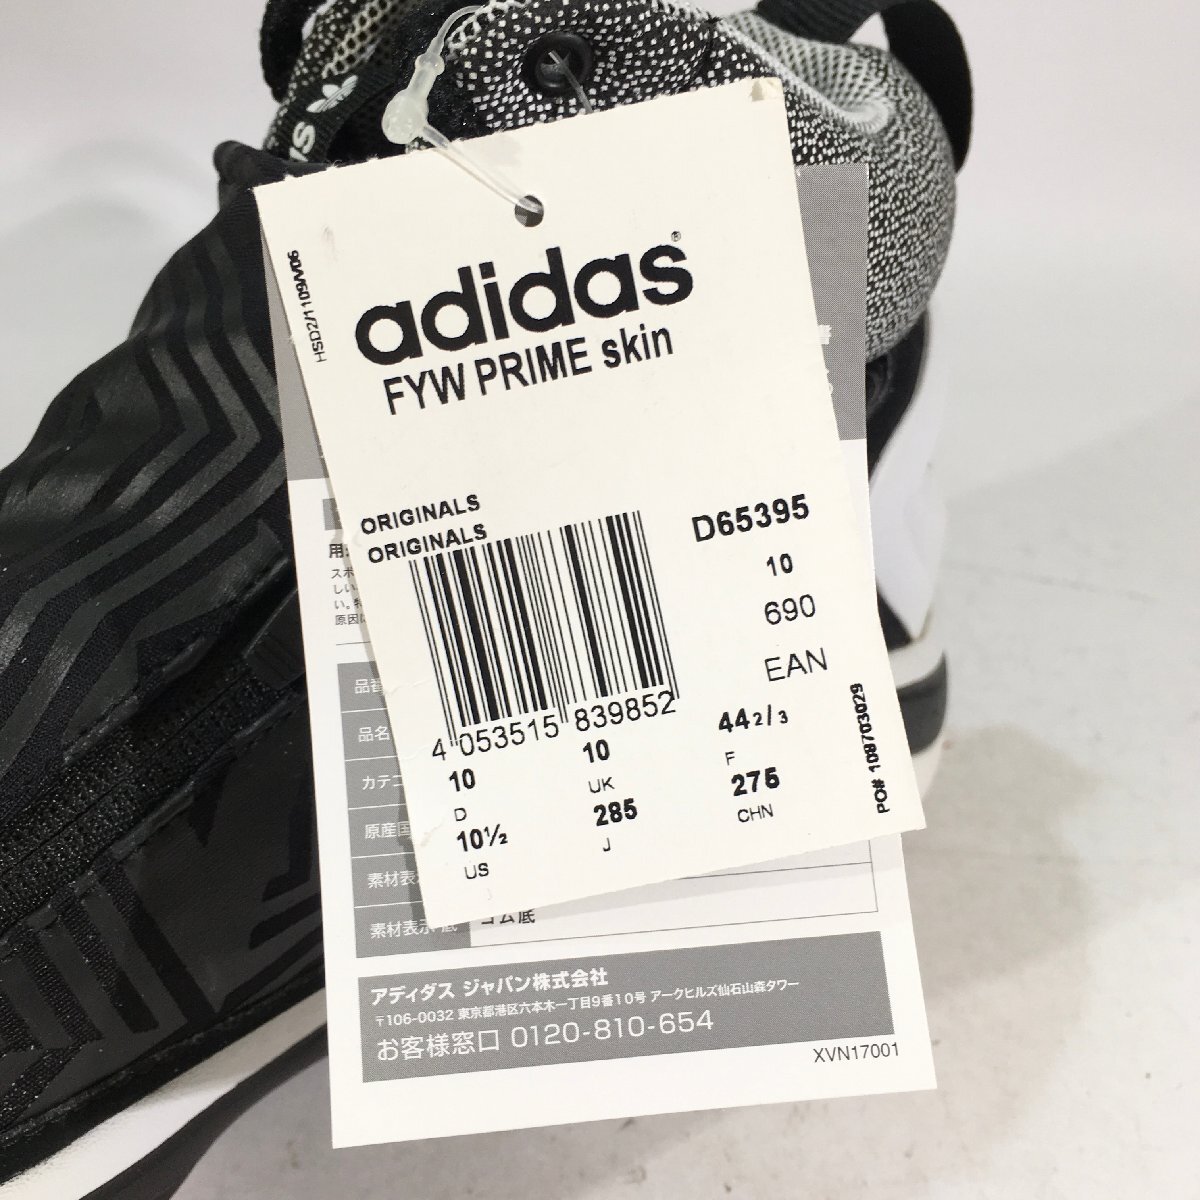 adidas®
FYW PRIME skin
HSD2/1109/V06
ORIGINALS
ORIGINALS
D65395
10
690
EAN
4 053515 839852
10
D
10
UK
44 2/3
F
10½
US
285
J
275
CHN
PO# 108703029
用
スポ
しい
い。特
原因
品番
品名
カテゴ
原産国
素材表
素材表示 底
ゴム底
アディダス ジャパン株式会社
〒106-0032 東京都港区六本木一丁目9番10号 アークヒルズ仙石山森タワー
お客様窓口 0120-810-654
XVN17001